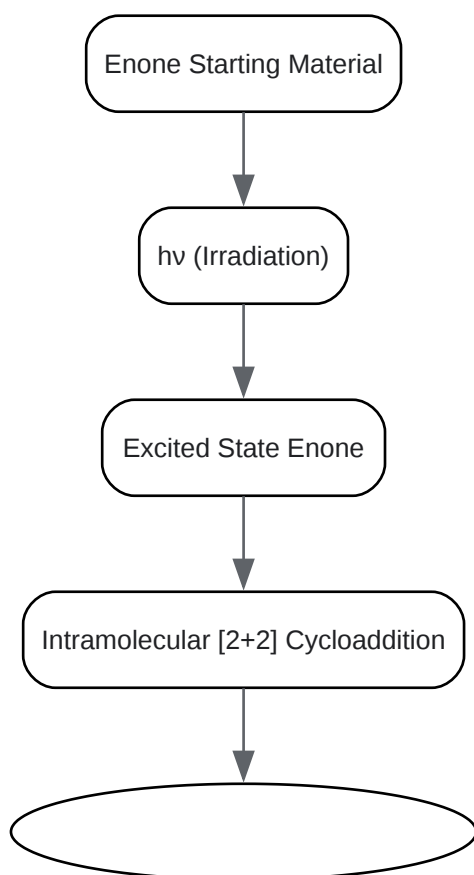 Enone Starting Material
hν (Irradiation)
Excited State Enone
Intramolecular [2+2] Cycloaddition